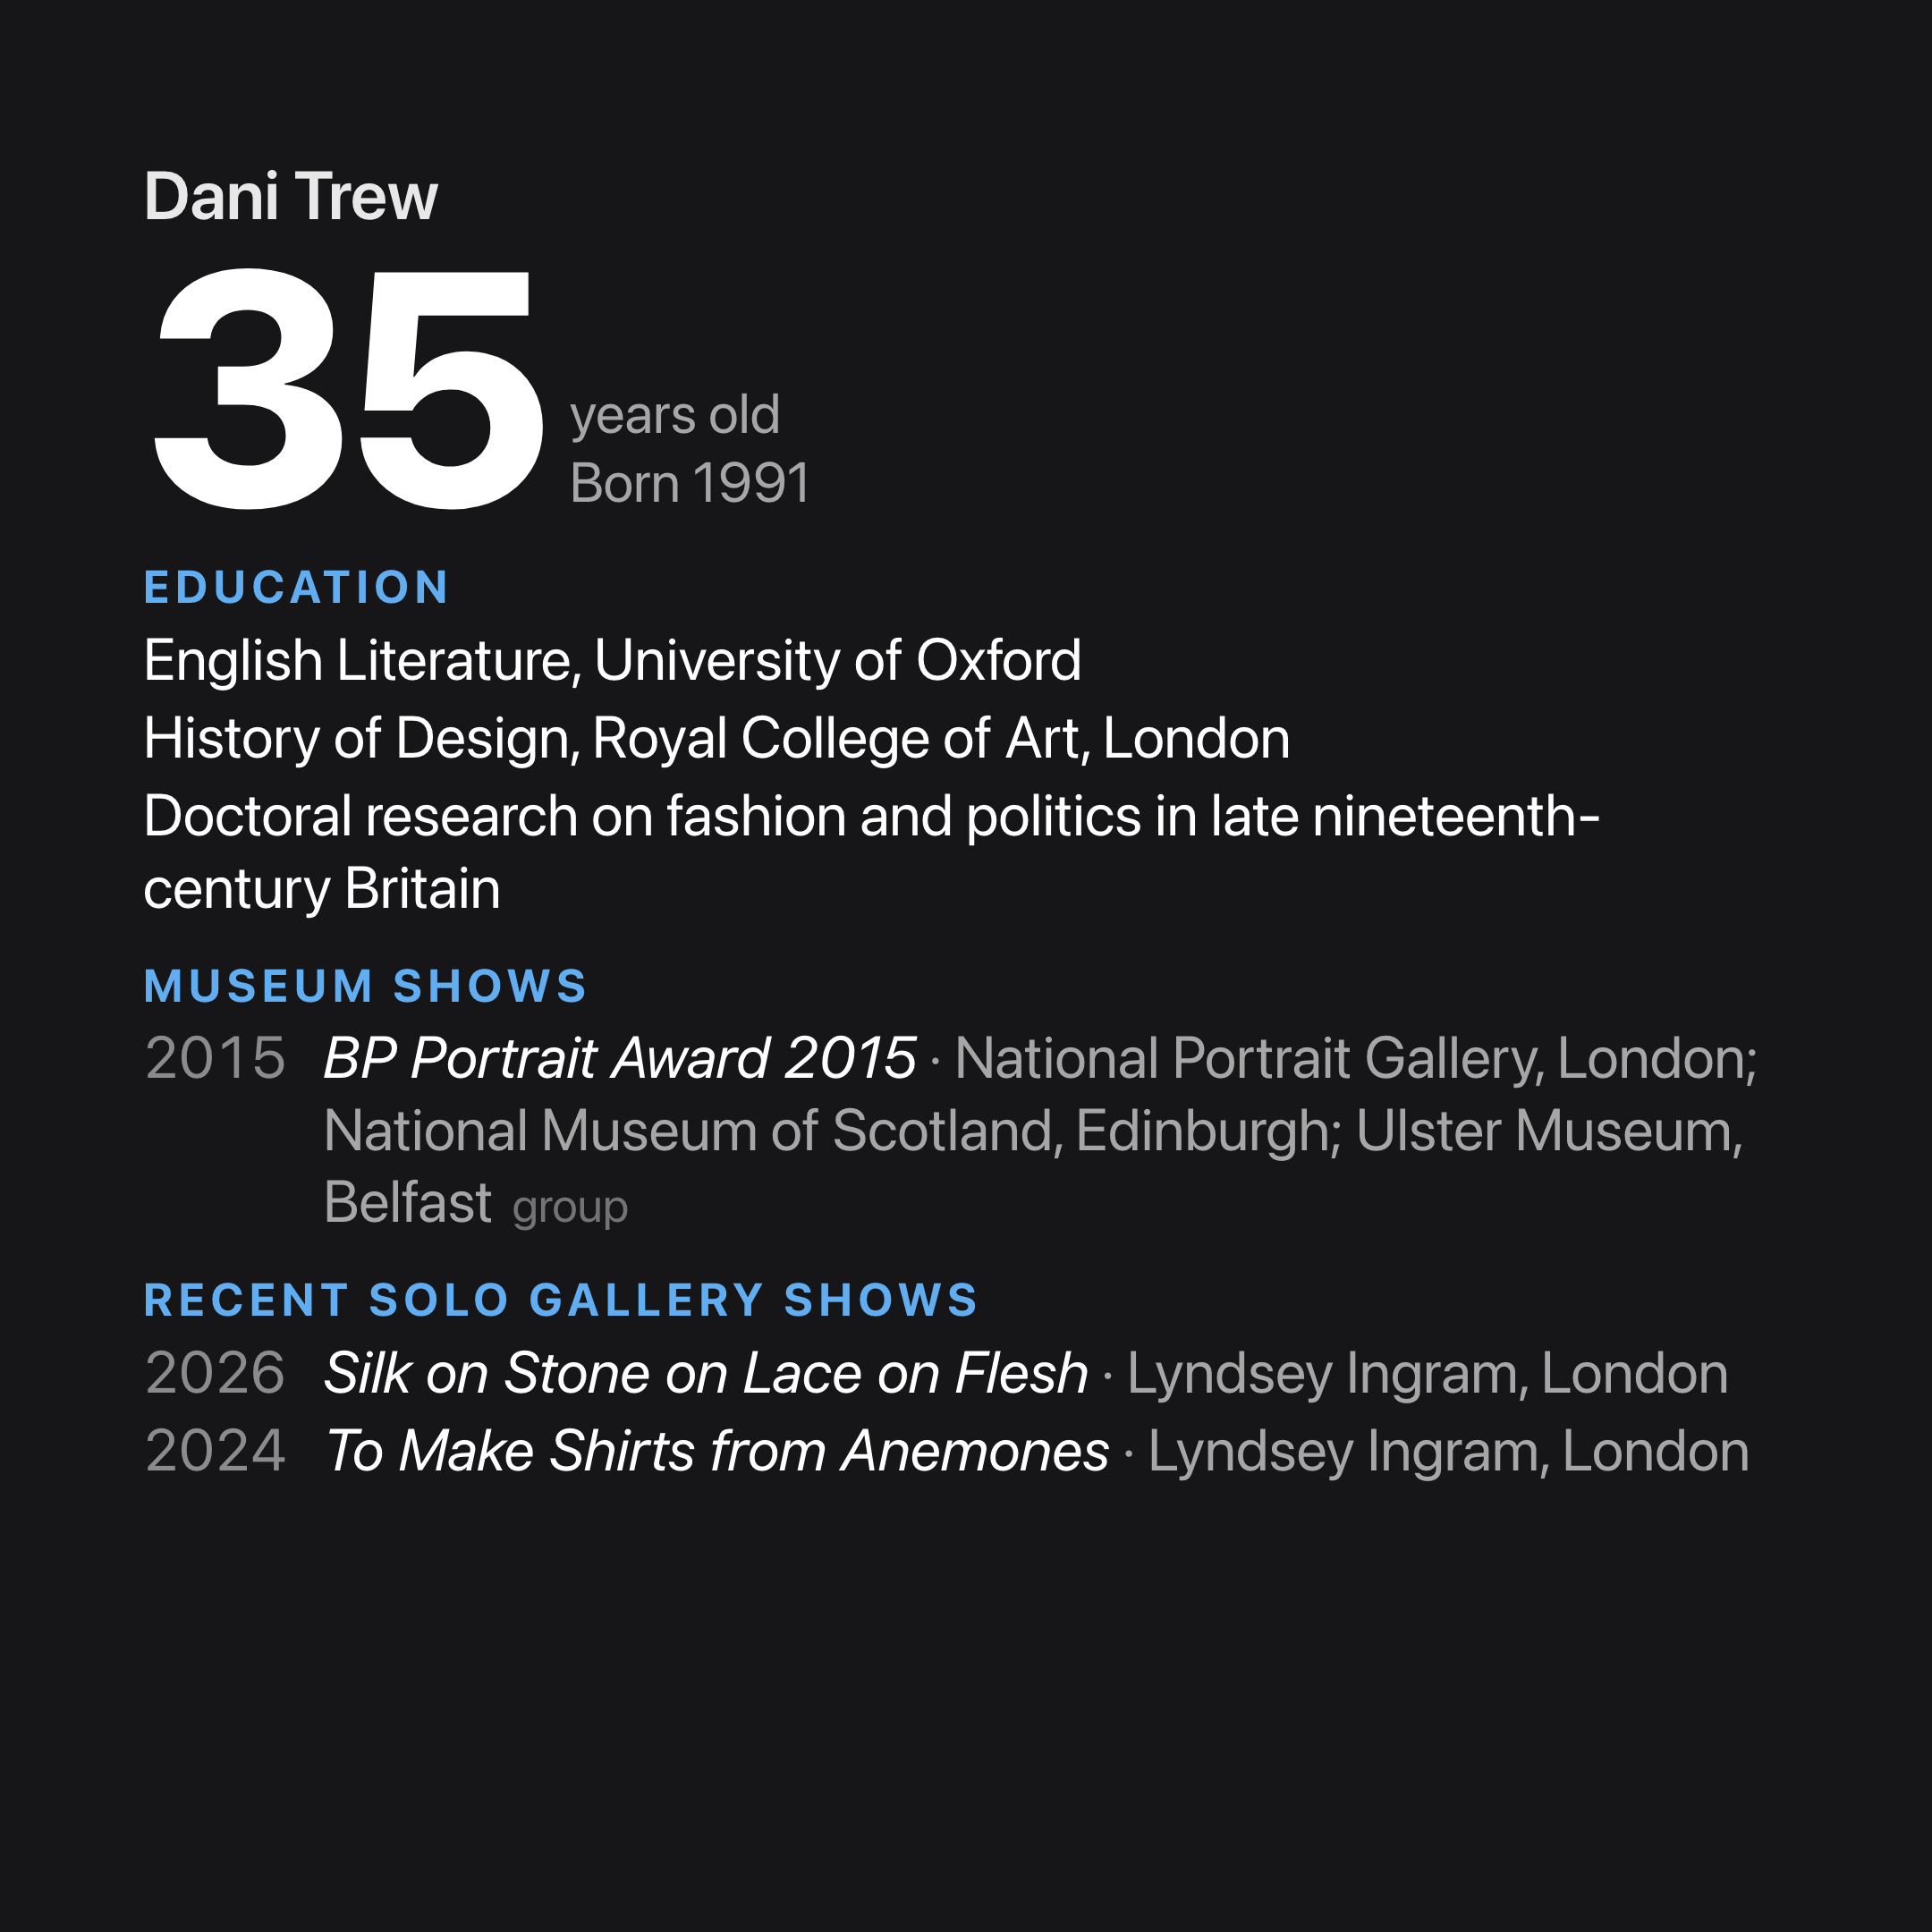 Dani Trew
35
years old
Born 1991
EDUCATION
English Literature, University of Oxford
History of Design, Royal College of Art, London
Doctoral research on fashion and politics in late nineteenth-
century Britain
MUSEUM SHOWS
2015 BP Portrait Award 2015 · National Portrait Gallery, London;
National Museum of Scotland, Edinburgh; Ulster Museum,
Belfast group
RECENT SOLO GALLERY SHOWS
2026 Silk on Stone on Lace on Flesh · Lyndsey Ingram, London
2024 To Make Shirts from Anemones · Lyndsey Ingram, London